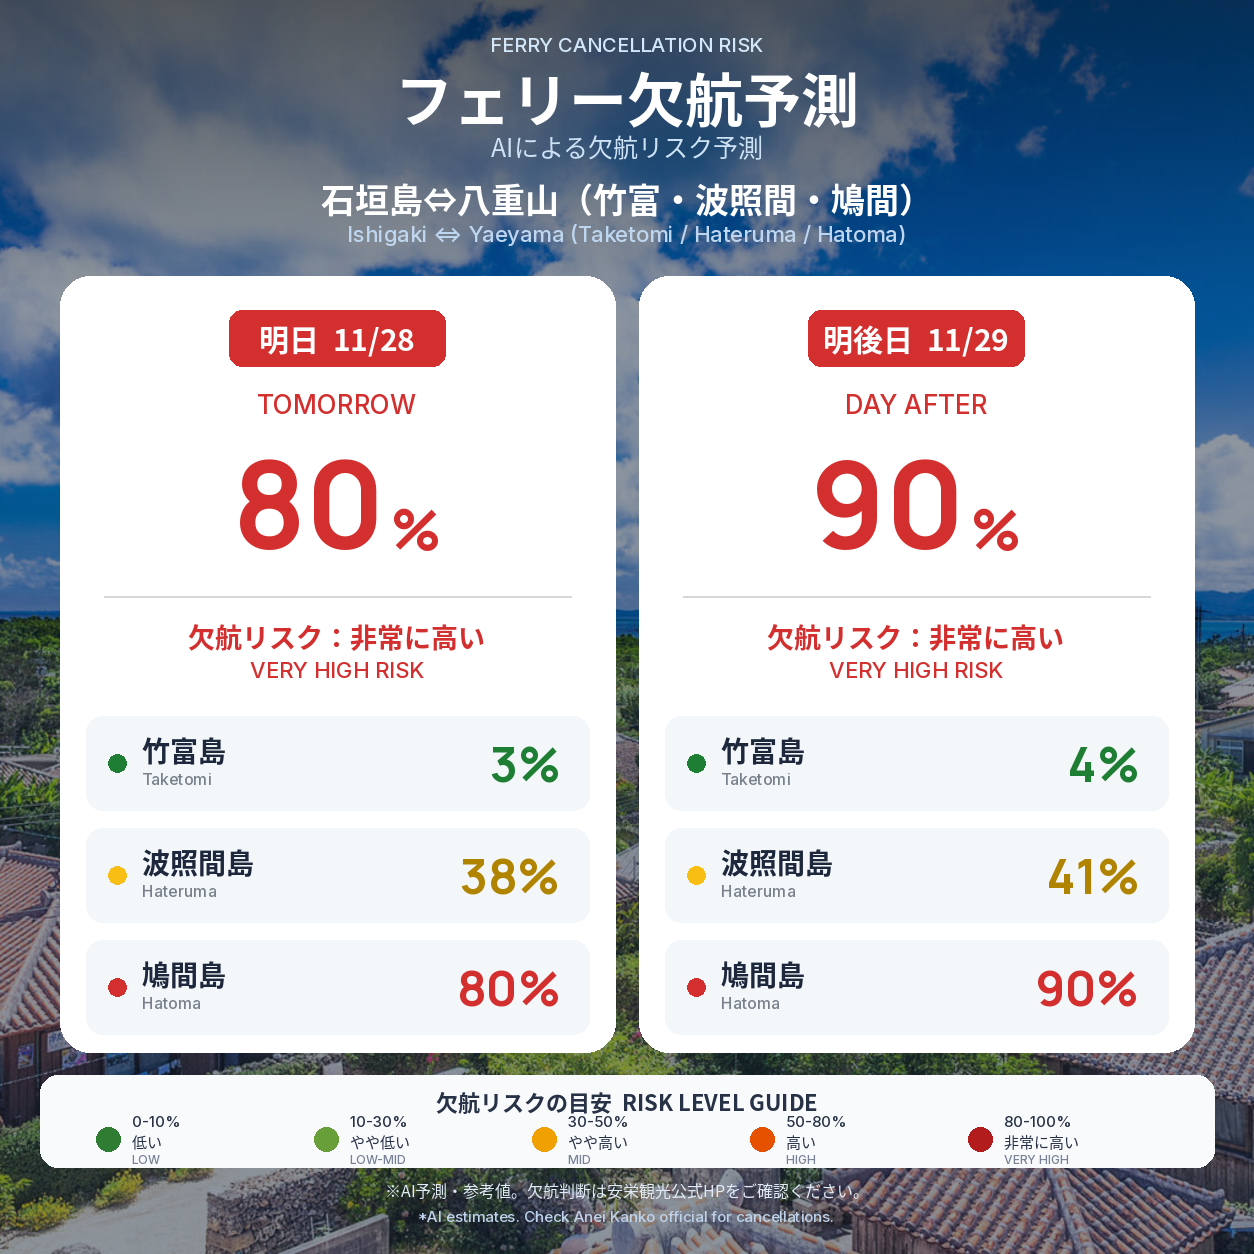 FERRY CANCELLATION RISK
フェリー欠航予測
AIによる欠航リスク予測
石垣島⇔八重山（竹富・波照間・鳩間）
Ishigaki ⇔ Yaeyama (Taketomi / Hateruma / Hatoma)
明日 11/28
TOMORROW
80%
欠航リスク：非常に高い
VERY HIGH RISK
竹富島
Taketomi
3%
波照間島
Hateruma
38%
鳩間島
Hatoma
80%
明後日 11/29
DAY AFTER
90%
欠航リスク：非常に高い
VERY HIGH RISK
竹富島
Taketomi
4%
波照間島
Hateruma
41%
鳩間島
Hatoma
90%
欠航リスクの目安 RISK LEVEL GUIDE
0-10%
低い
LOW
10-30%
やや低い
LOW-MID
30-50%
やや高い
MID
50-80%
高い
HIGH
80-100%
非常に高い
VERY HIGH
※AI予測・参考値。欠航判断は安栄観光公式HPをご確認ください。
*AI estimates. Check Anei Kanko official for cancellations.